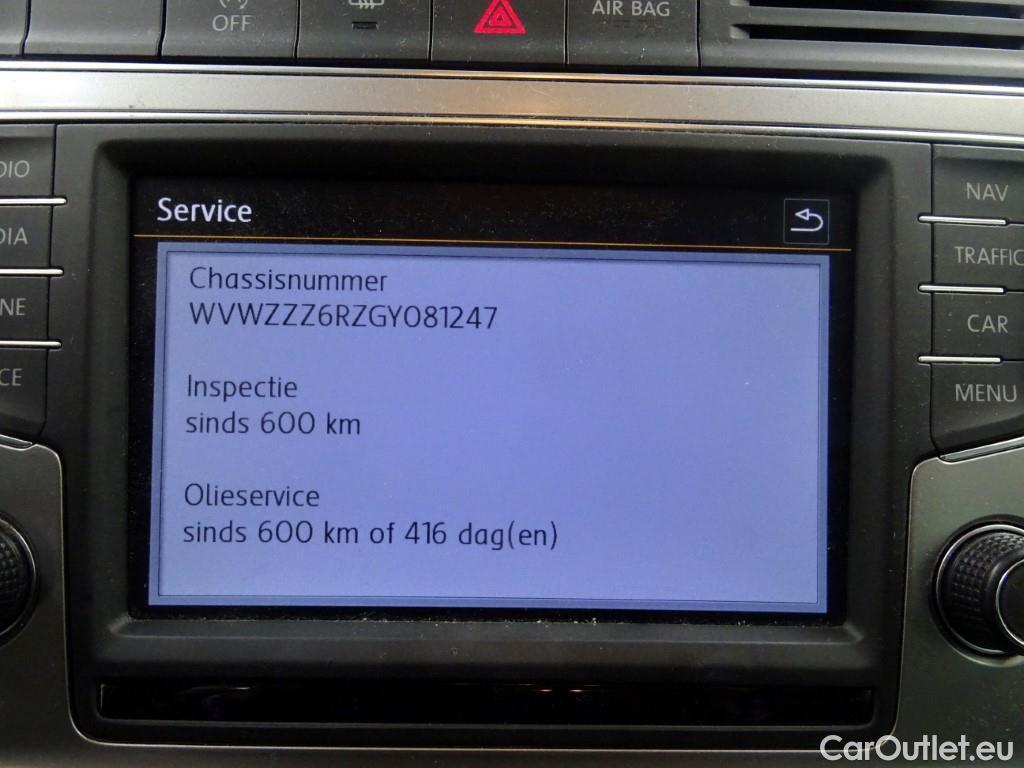 OFF
AIR BAG
NAV
TRAFFIC
CAR
MENU
Service
Chassisnummer
WVWZZZ6RZGY081247
Inspectie
sinds 600 km
Olieservice
sinds 600 km of 416 dag(en)
CarOutlet.eu